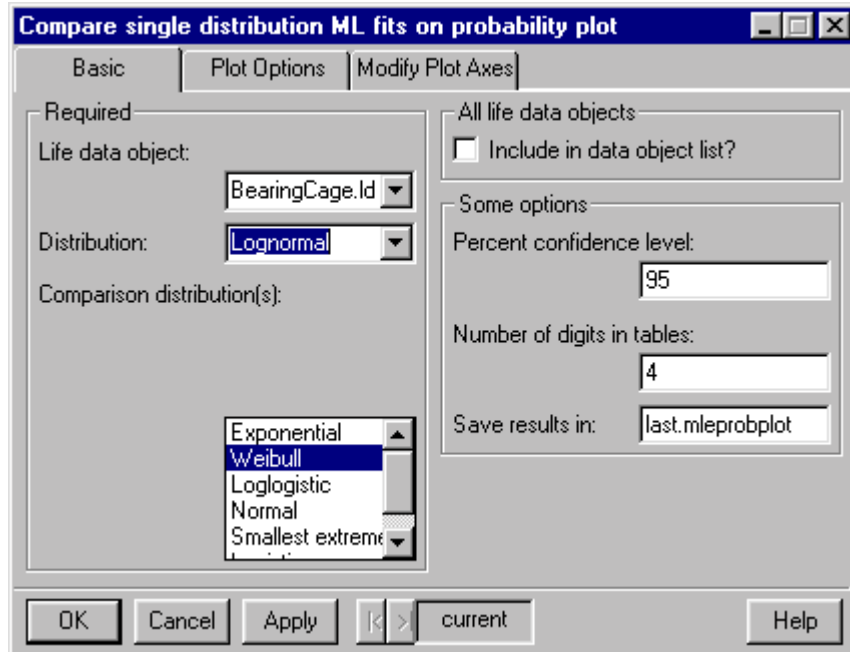 Compare single distribution ML fits on probability plot
Basic
Plot Options
Modify Plot Axes
Required
Life data object:
BearingCage.ld
Distribution:
Lognormal
Comparison distribution(s):
Exponential
Weibull
Loglogistic
Normal
Smallest extreme
All life data objects
Include in data object list?
Some options
Percent confidence level:
95
Number of digits in tables:
4
Save results in:
last.mleprobplot
OK
Cancel
Apply
current
Help